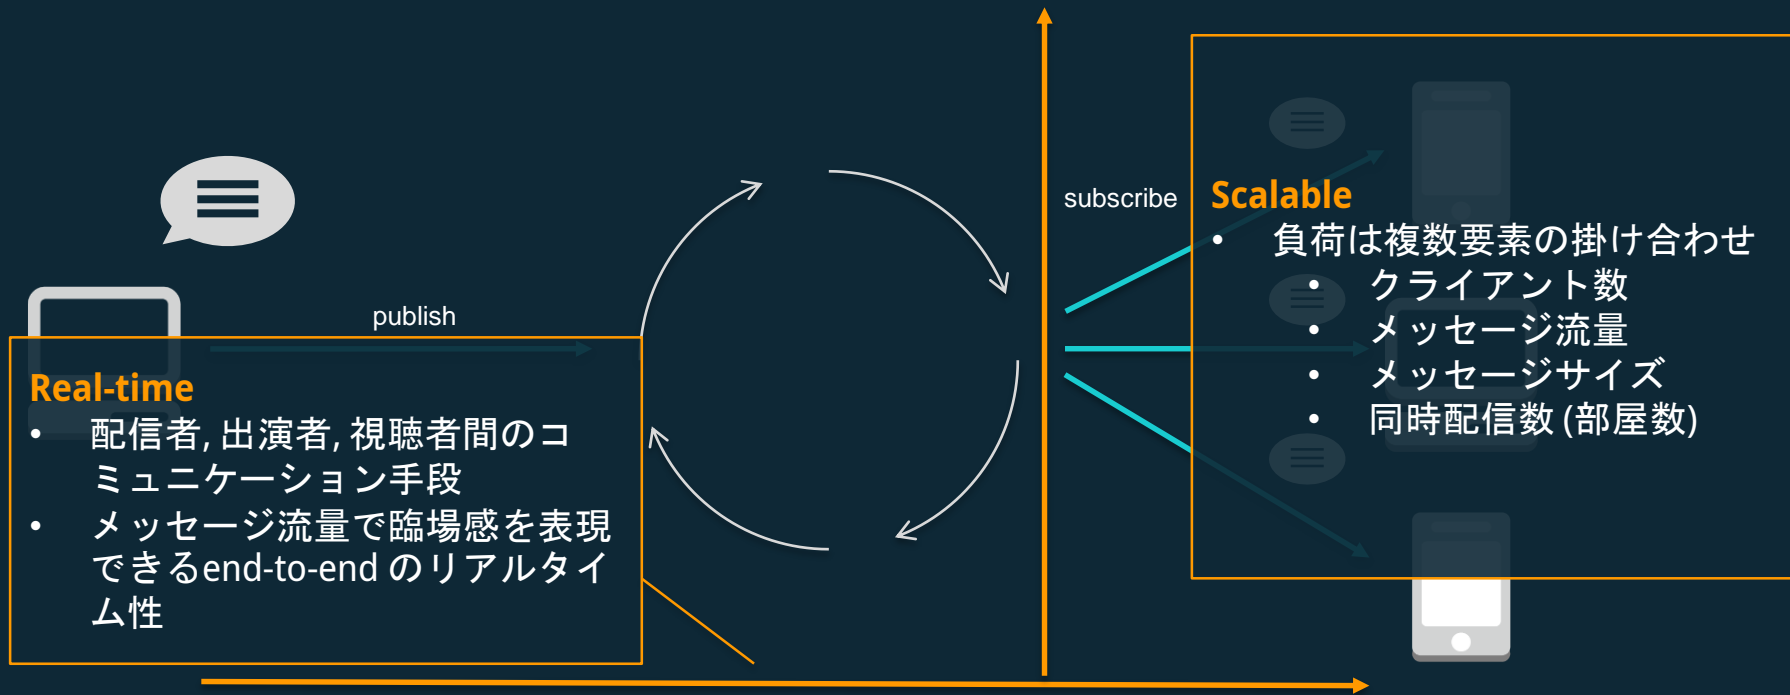 publish
Real-time
• 配信者, 出演者, 視聴者間のコ
ミュニケーション手段
• メッセージ流量で臨場感を表現
できるend-to-end のリアルタイ
ム性
subscribe
Scalable
• 負荷は複数要素の掛け合わせ
• クライアント数
• メッセージ流量
• メッセージサイズ
• 同時配信数 (部屋数)